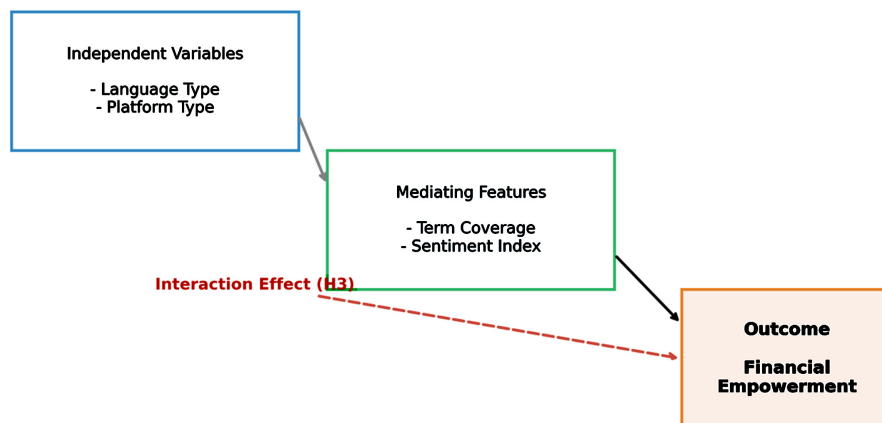 Independent Variables
- Language Type
- Platform Type
Mediating Features
- Term Coverage
- Sentiment Index
Interaction Effect (H3)
Outcome
Financial
Empowerment